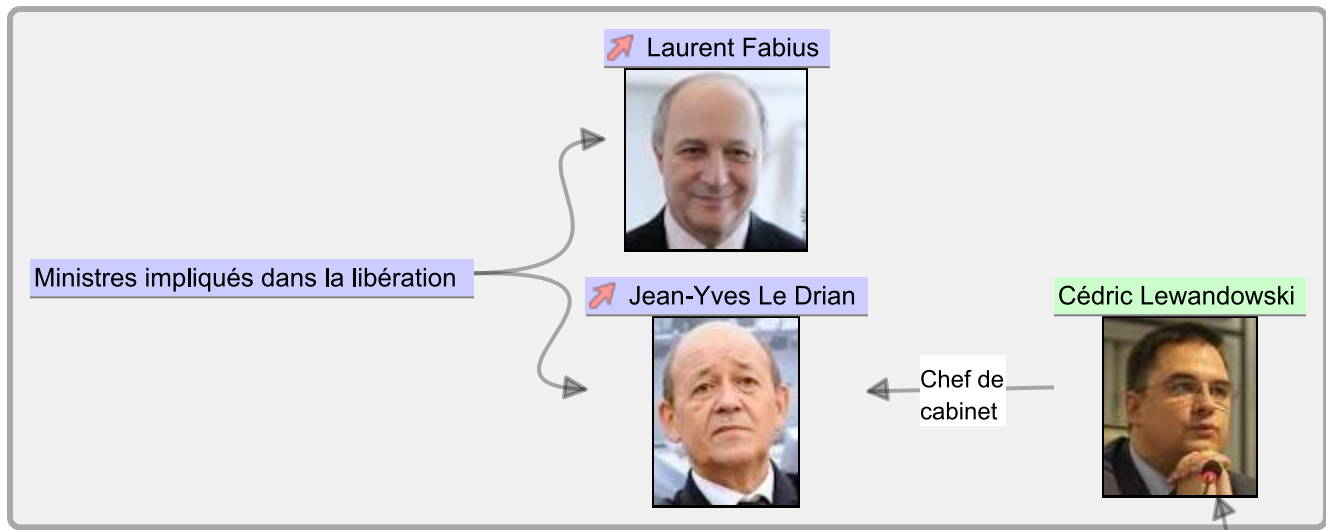 Laurent Fabius
Ministres impliqués dans la libération
Jean-Yves Le Drian
Cédric Lewandowski
Chef de
cabinet